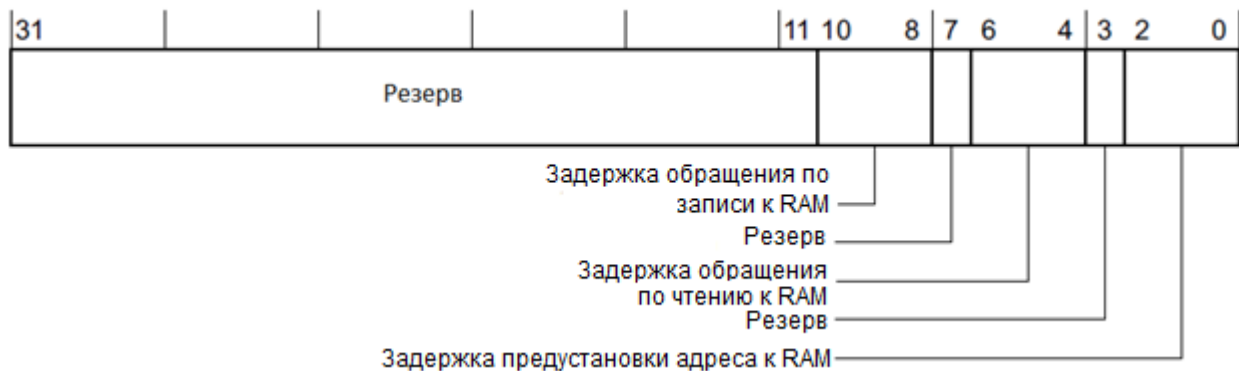 31 11 10 8 7 6 4 3 2 0
Резерв
Задержка обращения по
записи к RAM
Резерв
Задержка обращения
по чтению к RAM
Резерв
Задержка предустановки адреса к RAM